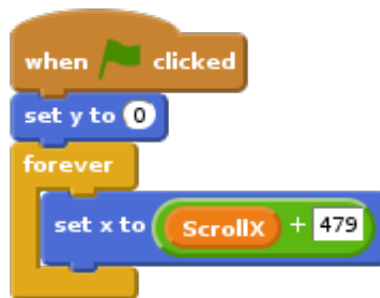 when clicked
set y to 0
forever
set x to ScrollX + 479